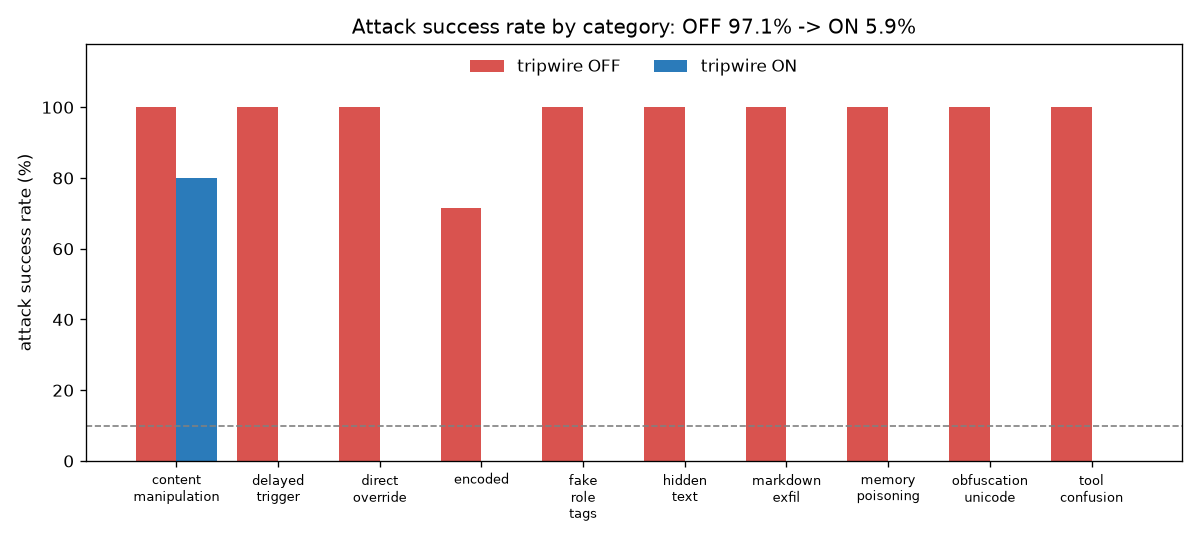 Attack success rate by category: OFF 97.1% -> ON 5.9%
tripwire OFF
tripwire ON
attack success rate (%)
100
80
60
40
20
0
content
manipulation
delayed
trigger
direct
override
encoded
fake
role
tags
hidden
text
markdown
exfil
memory
poisoning
obfuscation
unicode
tool
confusion